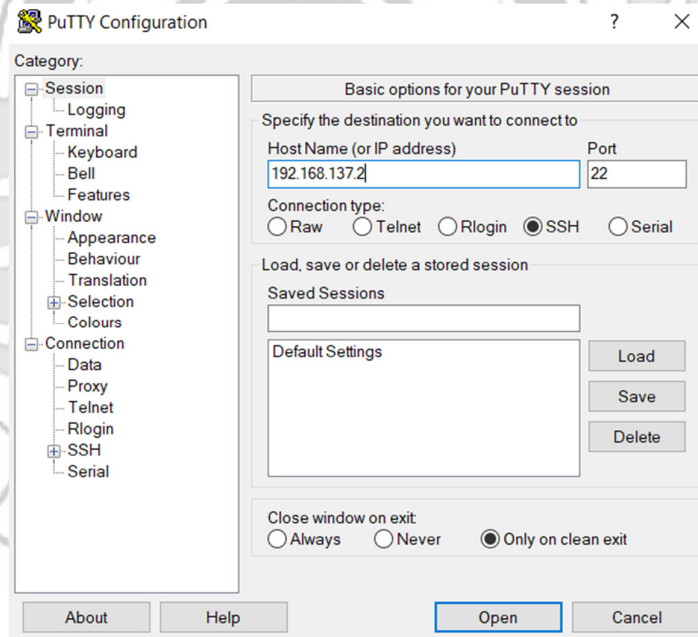 PuTTY Configuration
?
Category:
Session
Logging
Terminal
Keyboard
Bell
Features
Window
Appearance
Behaviour
Translation
Selection
Colours
Connection
Data
Proxy
Telnet
Rlogin
SSH
Serial
Basic options for your PuTTY session
Specify the destination you want to connect to
Host Name (or IP address) Port
192.168.137.2 22
Connection type:
Raw Telnet Rlogin SSH Serial
Load, save or delete a stored session
Saved Sessions
Default Settings
Load
Save
Delete
Close window on exit:
Always Never Only on clean exit
About Help Open Cancel